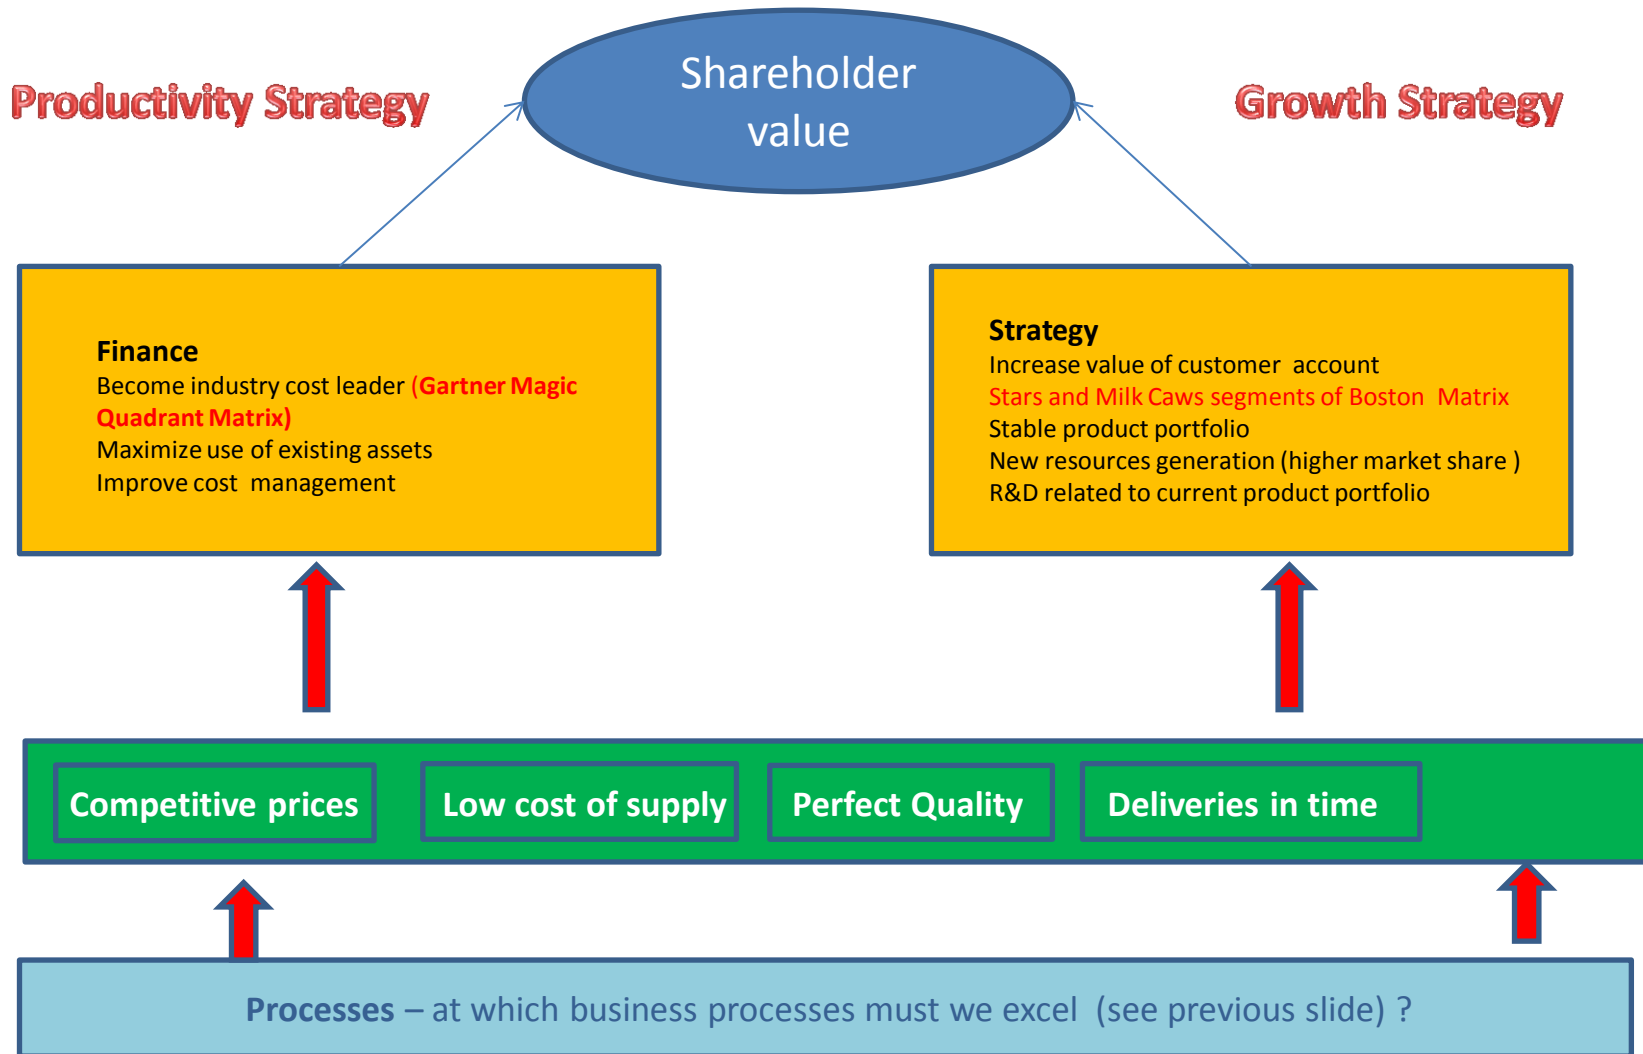 Shareholder
value
Productivity Strategy
Growth Strategy
Finance
Become industry cost leader (Gartner Magic
Quadrant Matrix)
Maximize use of existing assets
Improve cost management
Strategy
Increase value of customer account
Stars and Milk Caws segments of Boston Matrix
Stable product portfolio
New resources generation (higher market share )
R&D related to current product portfolio
Competitive prices
Low cost of supply
Perfect Quality
Deliveries in time
Processes – at which business processes must we excel (see previous slide) ?